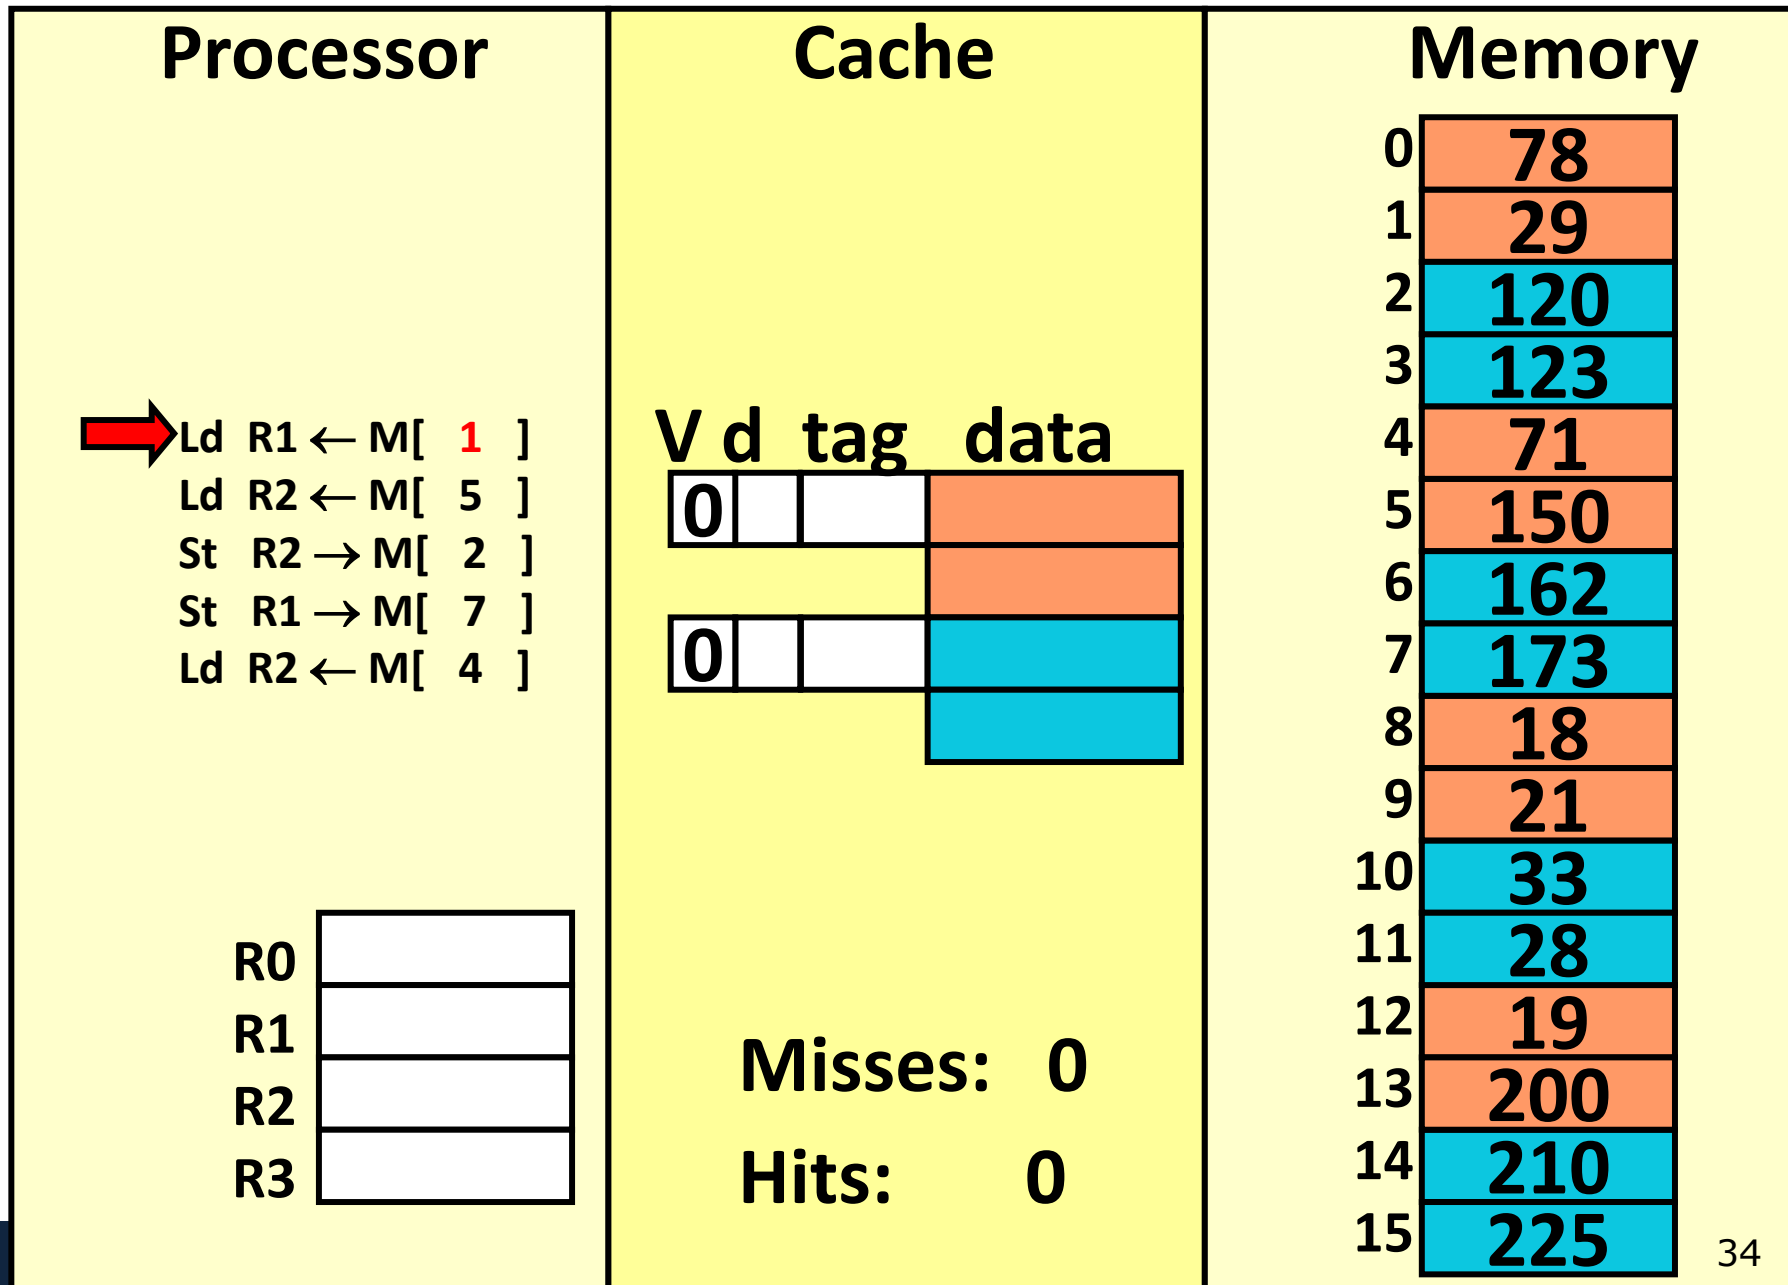 Processor
Ld R1 ← M[ 1 ]
Ld R2 ← M[ 5 ]
St R2 → M[ 2 ]
St R1 → M[ 7 ]
Ld R2 ← M[ 4 ]
R0
R1
R2
R3
Cache
V d tag data
0
0
Misses: 0
Hits: 0
Memory
0 78
1 29
2 120
3 123
4 71
5 150
6 162
7 173
8 18
9 21
10 33
11 28
12 19
13 200
14 210
15 225
34